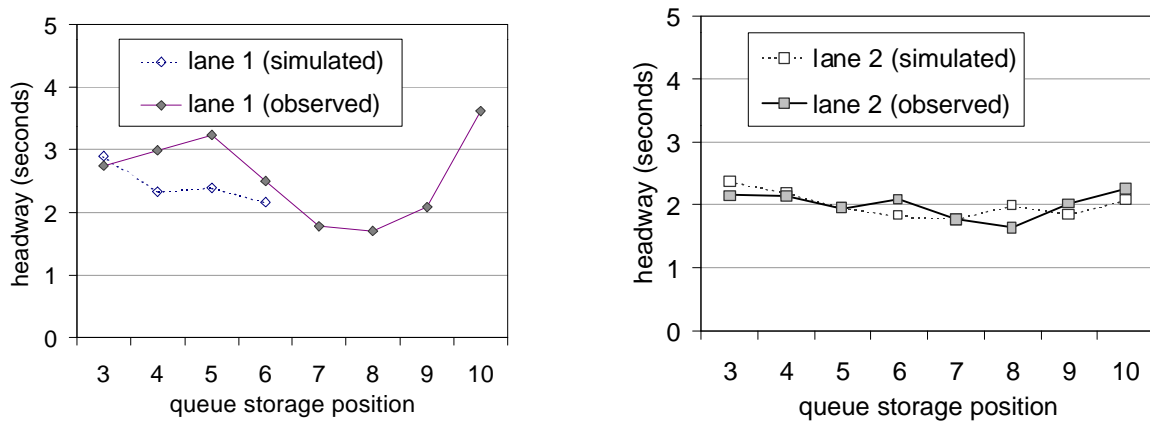 5
4
3
2
1
0
headway (seconds)
lane 1 (simulated)
lane 1 (observed)
3 4 5 6 7 8 9 10
queue storage position
5
4
3
2
1
0
headway (seconds)
lane 2 (simulated)
lane 2 (observed)
3 4 5 6 7 8 9 10
queue storage position